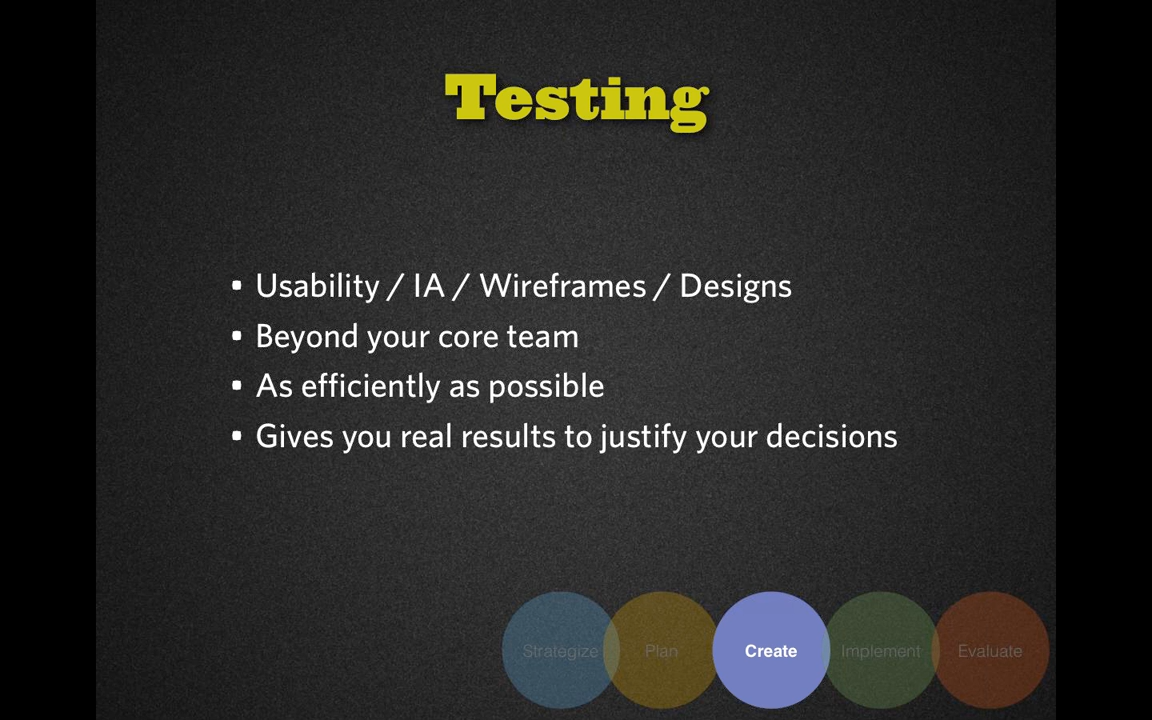 Testing
• Usability / IA / Wireframes / Designs
• Beyond your core team
• As efficiently as possible
• Gives you real results to justify your decisions
Strategize Plan Create Implement Evaluate